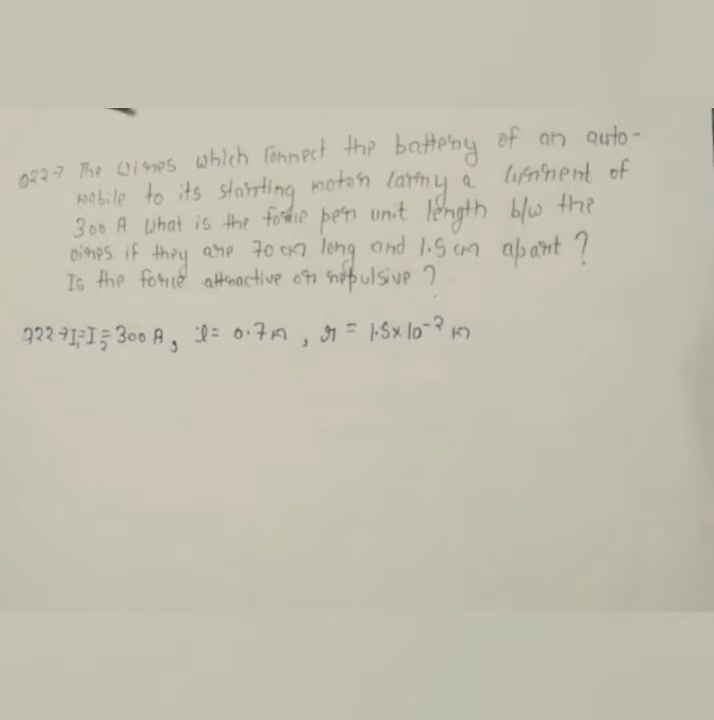 Q22→ The wires which connect the battery of an auto-
mobile to its starting motor carry a current of
300 A what is the force per unit length b/w the
wires if they are 70 cm long and 1.5 cm apart ?
Is the force attractive or repulsive ?
Q22→ I₁=I₂=300 A, l= 0.7 m , r = 1.5×10⁻² m